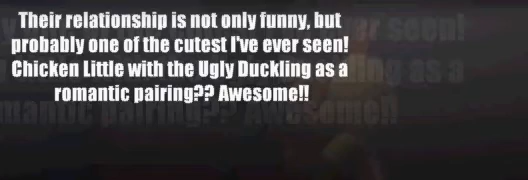 Their relationship is not only funny, but
probably one of the cutest I've ever seen!
Chicken Little with the Ugly Duckling as a
romantic pairing?? Awesome!!